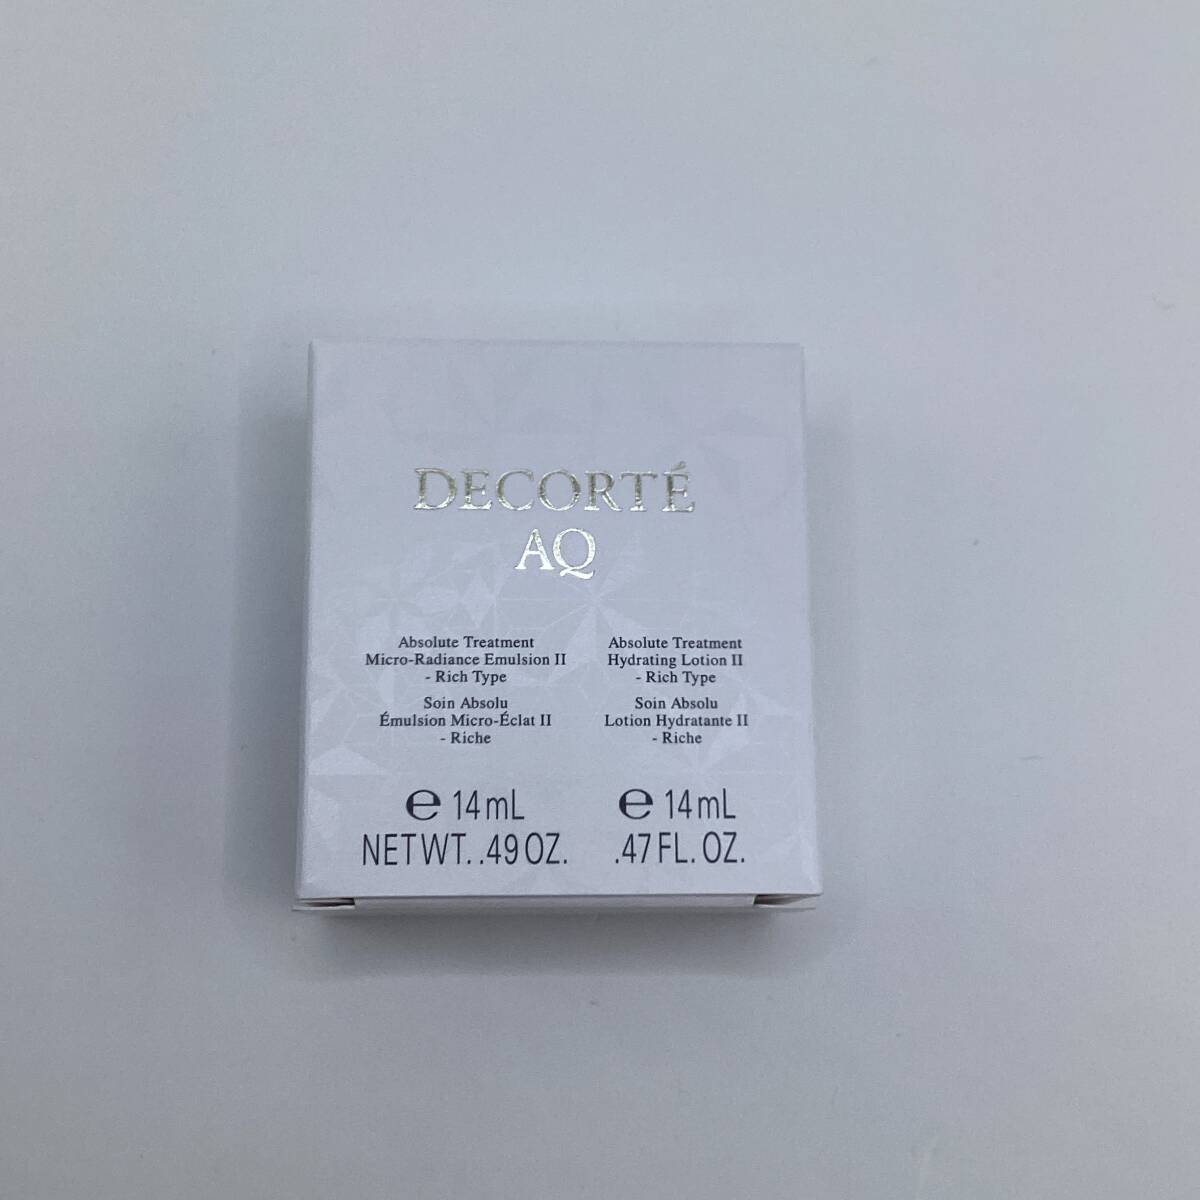 DECORTÉ
AQ
Absolute Treatment
Micro-Radiance Emulsion II
- Rich Type
Soin Absolu
Émulsion Micro-Éclat II
- Riche
℮ 14mL
NET WT. .49 OZ.
Absolute Treatment
Hydrating Lotion II
- Rich Type
Soin Absolu
Lotion Hydratante II
- Riche
℮ 14mL
.47 FL. OZ.